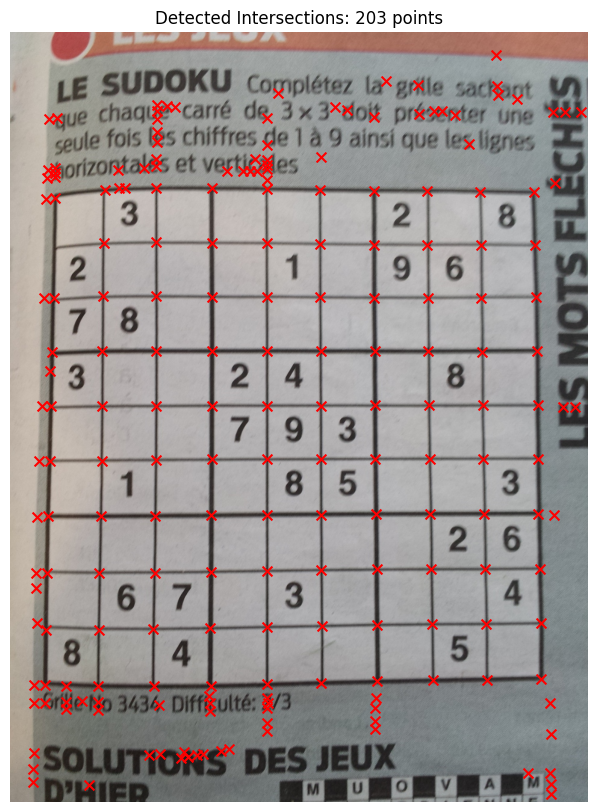 Detected Intersections: 203 points
LES JEUX
LE SUDOKU Complétez la grille sachant
que chaque carré de 3 x 3 doit présenter une
seule fois les chiffres de 1 à 9 ainsi que les lignes
horizontales et verticales
3 2 8
2 1 9 6
7 8
3 2 4 8
7 9 3
1 8 5 3
2 6
6 7 3 4
8 4 5
Grille No 3434 Difficulté: 2/3
LES MOTS FLÉCHÉS
SOLUTIONS DES JEUX
D'HIER
M U O V A M